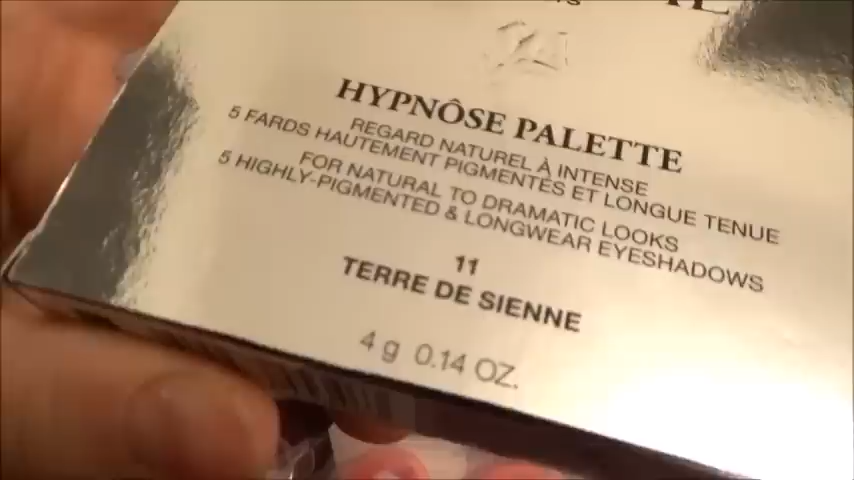 HYPNÔSE PALETTE
REGARD NATUREL À INTENSE
5 FARDS HAUTEMENT PIGMENTÉS ET LONGUE TENUE
FOR NATURAL TO DRAMATIC LOOKS
5 HIGHLY-PIGMENTED & LONGWEAR EYESHADOWS
11
TERRE DE SIENNE
4 g 0.14 OZ.